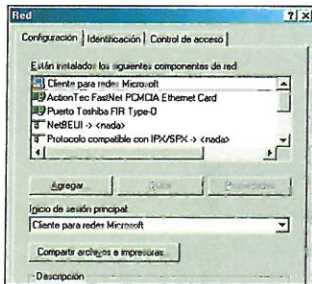 Red
Configuración Identificación Control de acceso
Están instalados los siguientes componentes de red:
Cliente para redes Microsoft
ActionTec FastNet PCMCIA Ethernet Card
Puerto Toshiba FIR Type-O
NetBEUI -> <nada>
Protocolo compatible con IPX/SPX -> <nada>
Agregar Quitar Propiedades
Inicio de sesión principal:
Cliente para redes Microsoft
Compartir archivos e impresoras...
Descripción